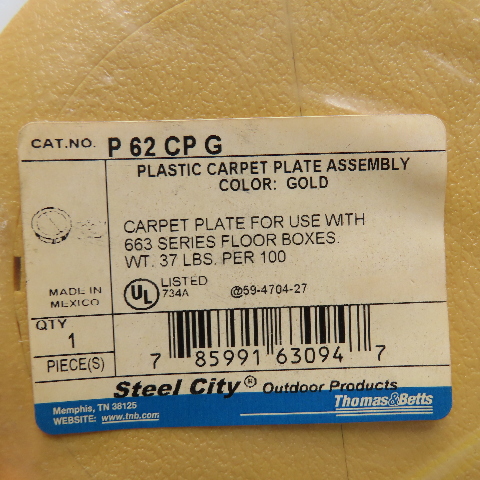 CAT.NO. P 62 CP G
PLASTIC CARPET PLATE ASSEMBLY
COLOR: GOLD
CARPET PLATE FOR USE WITH
663 SERIES FLOOR BOXES.
WT. 37 LBS. PER 100
UL LISTED
734A
@59-4704-27
MADE IN
MEXICO
QTY
1
PIECE(S)
7 85991 63094 7
Steel City® Outdoor Products
Memphis, TN 38125
WEBSITE: www.tnb.com
Thomas&Betts